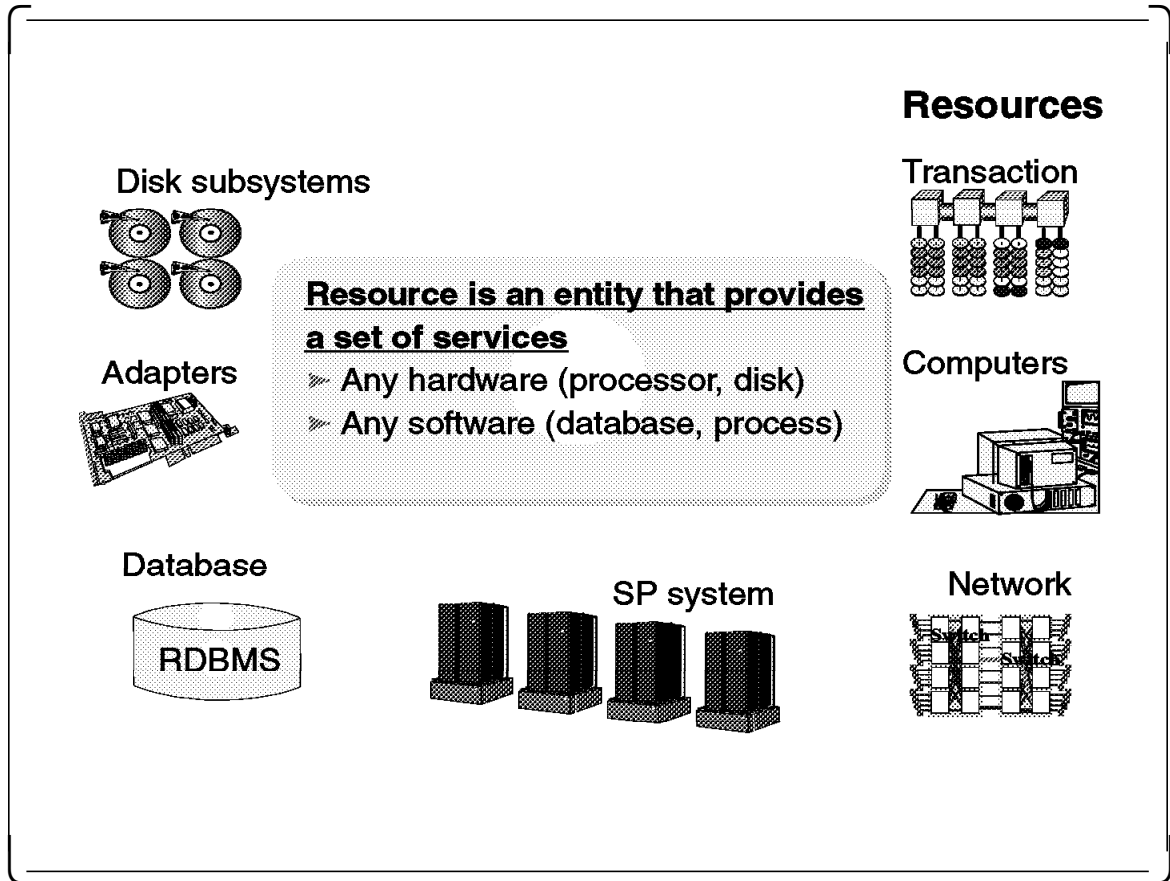 Resources
Disk subsystems
Transaction
Resource is an entity that provides
a set of services
Any hardware (processor, disk)
Any software (database, process)
Adapters
Computers
Database
RDBMS
SP system
Network
Switch
Switch